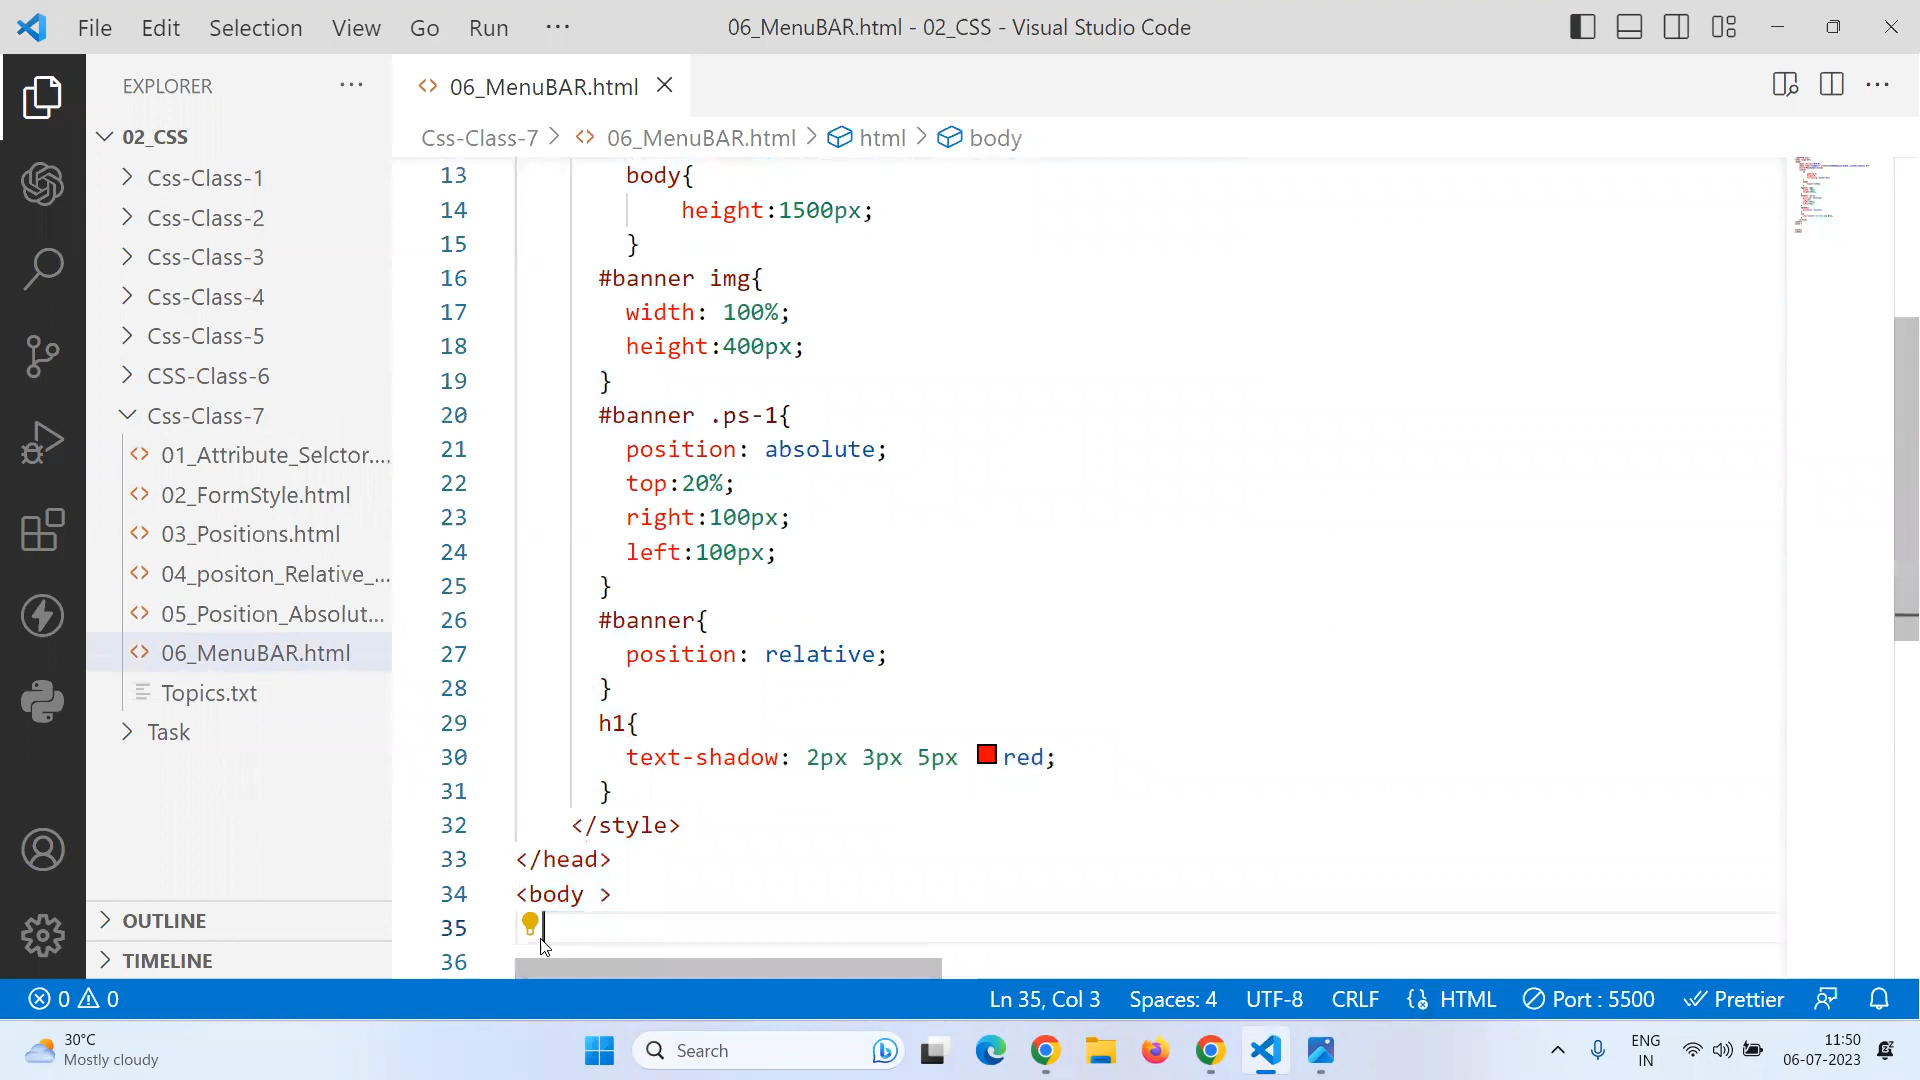 File Edit Selection View Go Run ···
06_MenuBAR.html - 02_CSS - Visual Studio Code
EXPLORER ···
02_CSS
Css-Class-1
Css-Class-2
Css-Class-3
Css-Class-4
Css-Class-5
CSS-Class-6
Css-Class-7
01_Attribute_Selctor....
02_FormStyle.html
03_Positions.html
04_positon_Relative_...
05_Position_Absolut...
06_MenuBAR.html
Topics.txt
Task
OUTLINE
TIMELINE
06_MenuBAR.html
Css-Class-7 > 06_MenuBAR.html > html > body
13 body{
14 height:1500px;
15 }
16 #banner img{
17 width: 100%;
18 height:400px;
19 }
20 #banner .ps-1{
21 position: absolute;
22 top:20%;
23 right:100px;
24 left:100px;
25 }
26 #banner{
27 position: relative;
28 }
29 h1{
30 text-shadow: 2px 3px 5px red;
31 }
32 </style>
33 </head>
34 <body >
35
36
0 0 Ln 35, Col 3 Spaces: 4 UTF-8 CRLF HTML Port : 5500 Prettier
30°C
Mostly cloudy
Search
ENG
IN
11:50
06-07-2023